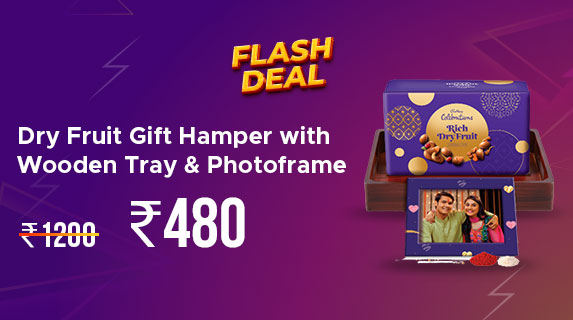 FLASH
DEAL
Dry Fruit Gift Hamper with
Wooden Tray & Photoframe
₹1200
₹480
Cadbury
Celebrations
Rich
Dry Fruit